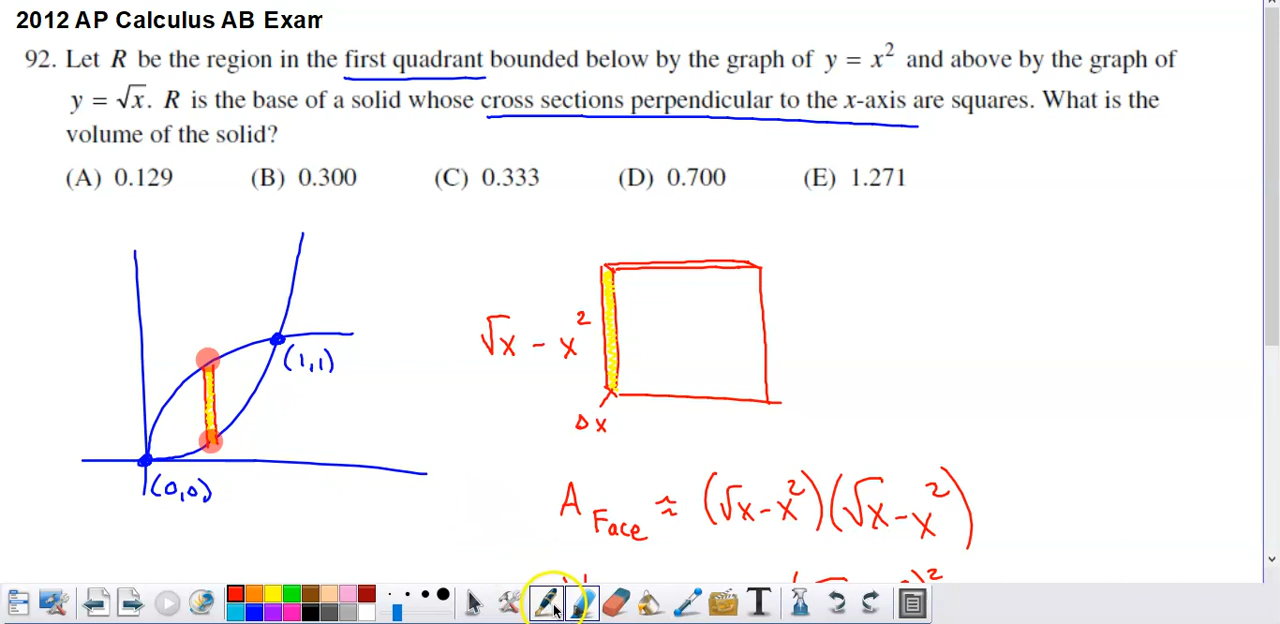 2012 AP Calculus AB Exam
92. Let R be the region in the first quadrant bounded below by the graph of y = x² and above by the graph of
y = √x. R is the base of a solid whose cross sections perpendicular to the x-axis are squares. What is the
volume of the solid?
(A) 0.129 (B) 0.300 (C) 0.333 (D) 0.700 (E) 1.271
√x - x²
(1,1)
Δx
(0,0)
A Face ≈ (√x - x²)(√x - x²)
T